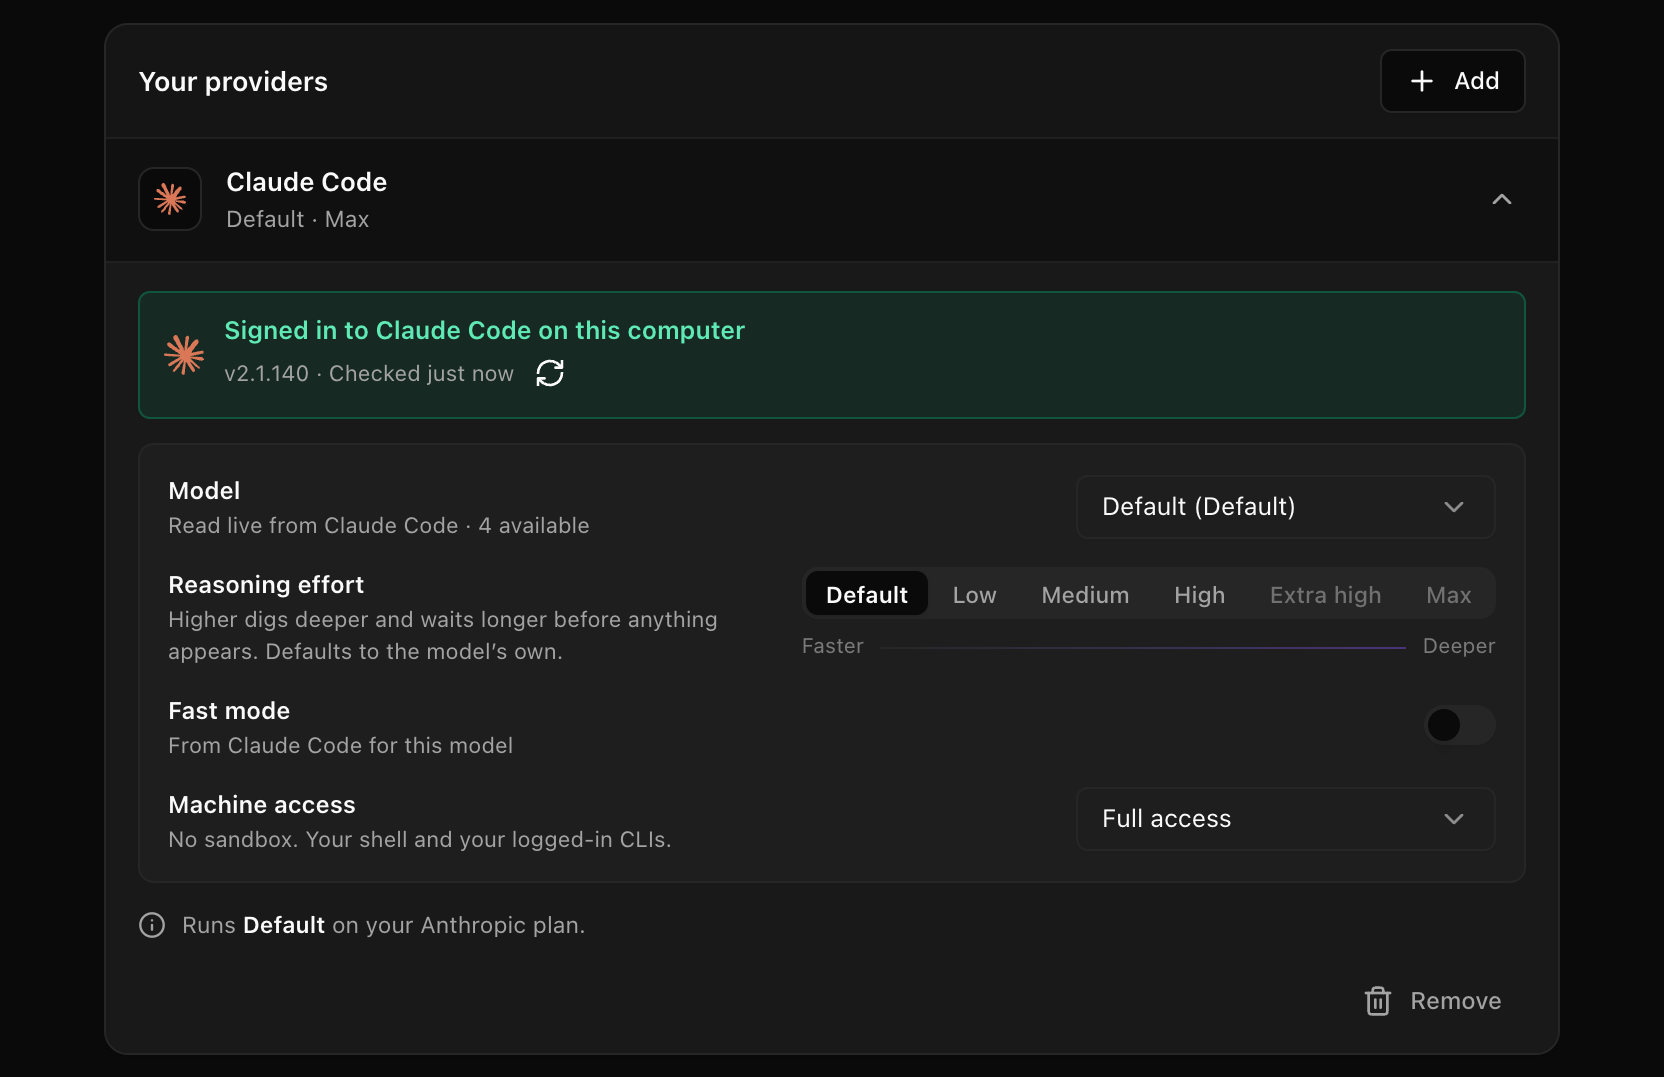 Your providers
Add
Claude Code
Default · Max
Signed in to Claude Code on this computer
v2.1.140 · Checked just now
Model
Read live from Claude Code · 4 available
Default (Default)
Reasoning effort
Higher digs deeper and waits longer before anything
appears. Defaults to the model’s own.
Default Low Medium High Extra high Max
Faster Deeper
Fast mode
From Claude Code for this model
Machine access
No sandbox. Your shell and your logged-in CLIs.
Full access
Runs Default on your Anthropic plan.
Remove